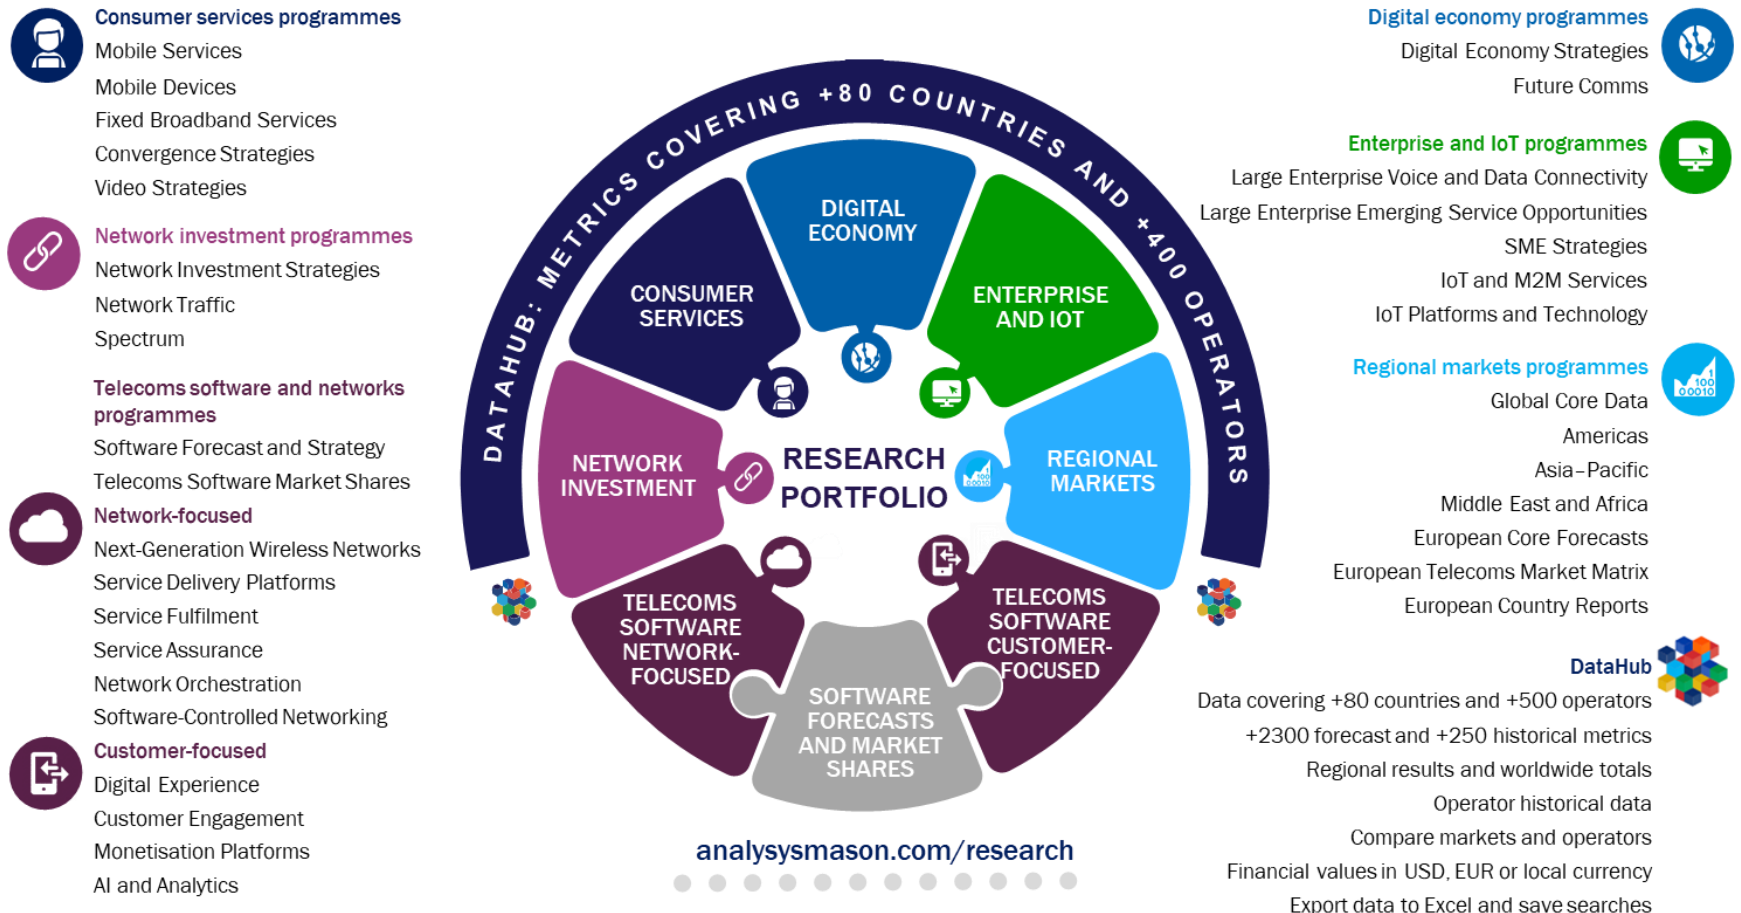 Consumer services programmes
Mobile Services
Mobile Devices
Fixed Broadband Services
Convergence Strategies
Video Strategies
Network investment programmes
Network Investment Strategies
Network Traffic
Spectrum
Telecoms software and networks
programmes
Software Forecast and Strategy
Telecoms Software Market Shares
Network-focused
Next-Generation Wireless Networks
Service Delivery Platforms
Service Fulfilment
Service Assurance
Network Orchestration
Software-Controlled Networking
Customer-focused
Digital Experience
Customer Engagement
Monetisation Platforms
AI and Analytics
DATAHUB: METRICS COVERING +80 COUNTRIES AND +400 OPERATORS
DIGITAL
ECONOMY
CONSUMER
SERVICES
ENTERPRISE
AND IOT
NETWORK
INVESTMENT
RESEARCH
PORTFOLIO
REGIONAL
MARKETS
1
100
0.0010
TELECOMS
SOFTWARE
NETWORK-
FOCUSED
TELECOMS
SOFTWARE
CUSTOMER-
FOCUSED
SOFTWARE
FORECASTS
AND MARKET
SHARES
analysysmason.com/research
Digital economy programmes
Digital Economy Strategies
Future Comms
Enterprise and IoT programmes
Large Enterprise Voice and Data Connectivity
Large Enterprise Emerging Service Opportunities
SME Strategies
IoT and M2M Services
IoT Platforms and Technology
Regional markets programmes
1
100
0.0010
Global Core Data
Americas
Asia–Pacific
Middle East and Africa
European Core Forecasts
European Telecoms Market Matrix
European Country Reports
DataHub
Data covering +80 countries and +500 operators
+2300 forecast and +250 historical metrics
Regional results and worldwide totals
Operator historical data
Compare markets and operators
Financial values in USD, EUR or local currency
Export data to Excel and save searches